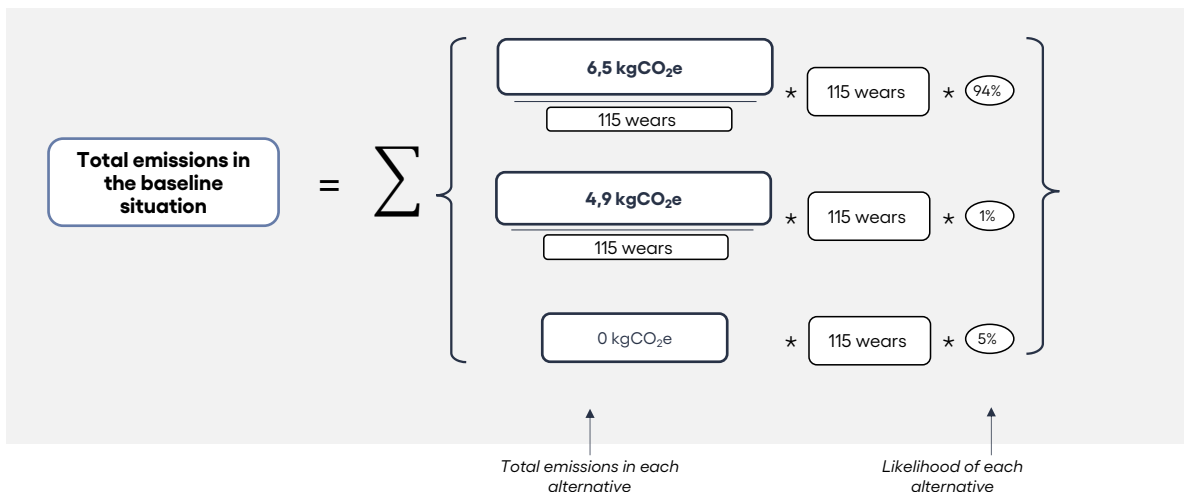 6,5 kgCO₂e
115 wears
* 115 wears * 94%
Total emissions in
the baseline
situation
= ∑
4,9 kgCO₂e
115 wears
* 115 wears * 1%
0 kgCO₂e * 115 wears * 5%
Total emissions in each
alternative
Likelihood of each
alternative